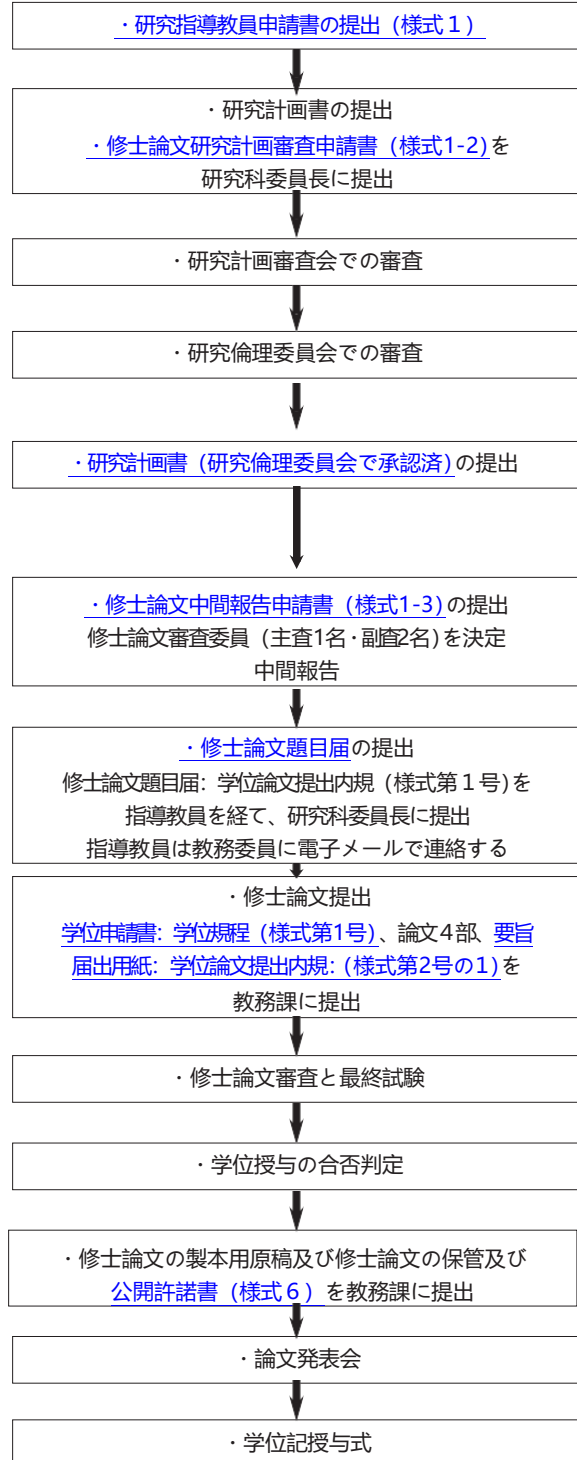 ・研究指導教員申請書の提出（様式１）
・研究計画書の提出
・修士論文研究計画審査申請書（様式1-2)を
研究科委員長に提出
・研究計画審査会での審査
・研究倫理委員会での審査
・研究計画書（研究倫理委員会で承認済)の提出
・修士論文中間報告申請書（様式1-3)の提出
修士論文審査委員（主査1名・副査2名)を決定
中間報告
・修士論文題目届の提出
修士論文題目届：学位論文提出内規（様式第１号)を
指導教員を経て、研究科委員長に提出
指導教員は教務委員に電子メールで連絡する
・修士論文提出
学位申請書：学位規程（様式第1号)、論文４部、要旨
届出用紙：学位論文提出内規：（様式第2号の1)を
教務課に提出
・修士論文審査と最終試験
・学位授与の合否判定
・修士論文の製本用原稿及び修士論文の保管及び
公開許諾書（様式６）を教務課に提出
・論文発表会
・学位記授与式